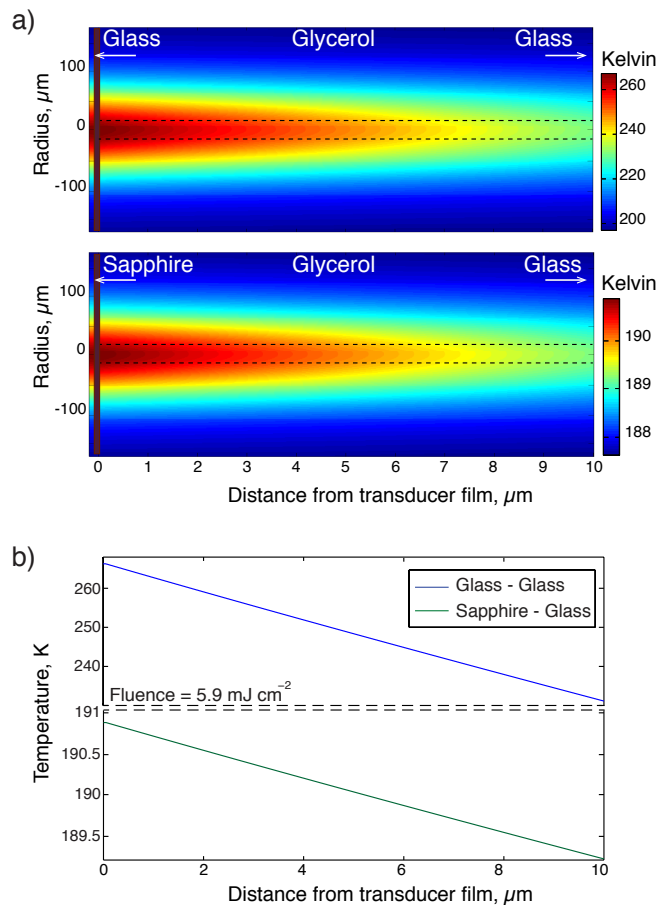 a)
Glass Glycerol Glass
Kelvin
100
0
-100
Radius, µm
260
240
220
200
Sapphire Glycerol Glass
Kelvin
100
0
-100
Radius, µm
190
189
188
0 1 2 3 4 5 6 7 8 9 10
Distance from transducer film, µm
b)
Glass - Glass
Sapphire - Glass
260
250
240
Fluence = 5.9 mJ cm⁻²
191
190.5
190
189.5
Temperature, K
0 2 4 6 8 10
Distance from transducer film, µm